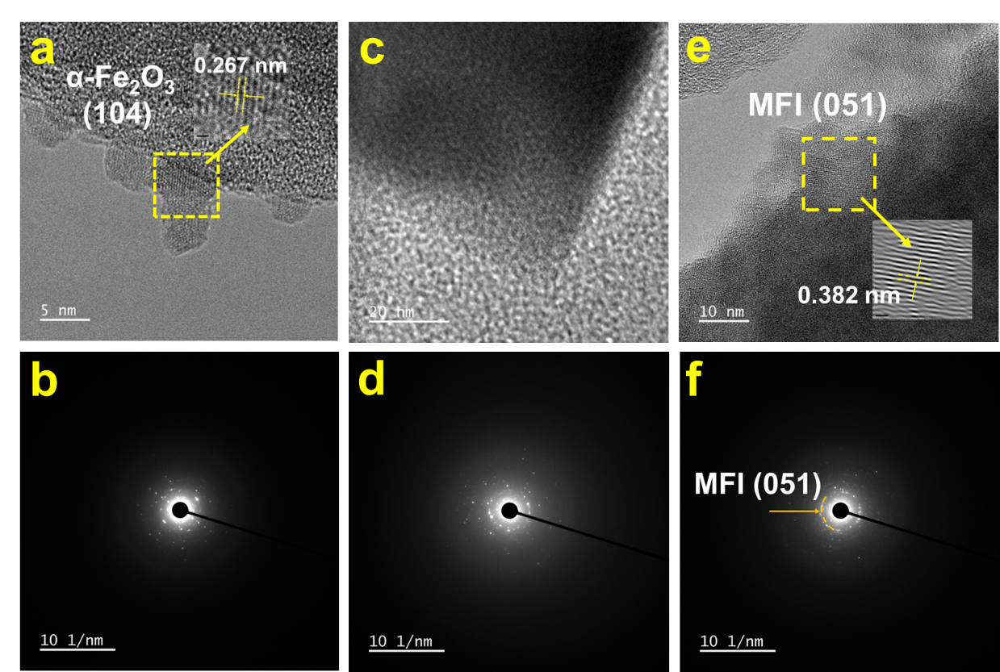 a
α-Fe₂O₃
(104)
0.267 nm
5 nm
c
20 nm
e
MFI (051)
0.382 nm
10 nm
b
10 1/nm
d
10 1/nm
f
MFI (051)
10 1/nm